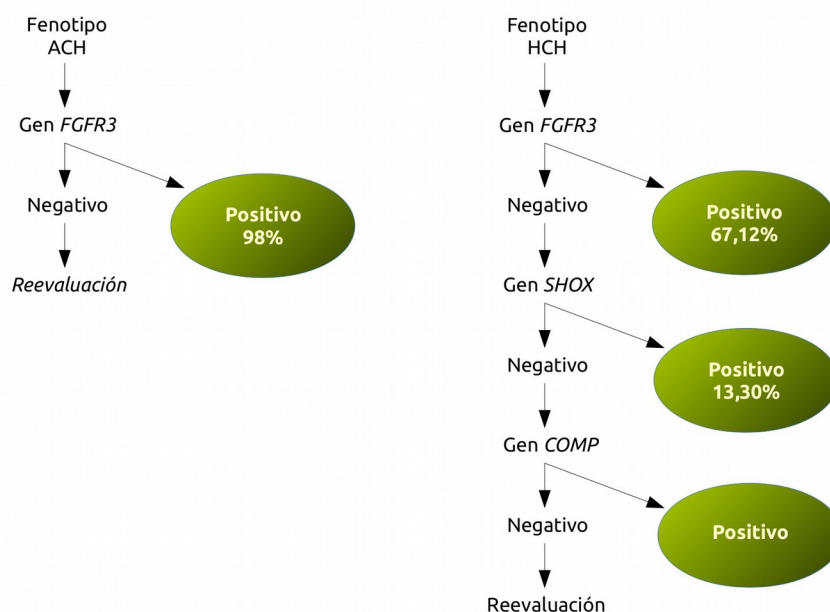 Fenotipo
ACH
Gen FGFR3
Negativo
Positivo
98%
Reevaluación
Fenotipo
HCH
Gen FGFR3
Negativo
Positivo
67,12%
Gen SHOX
Negativo
Positivo
13,30%
Gen COMP
Negativo
Positivo
Reevaluación